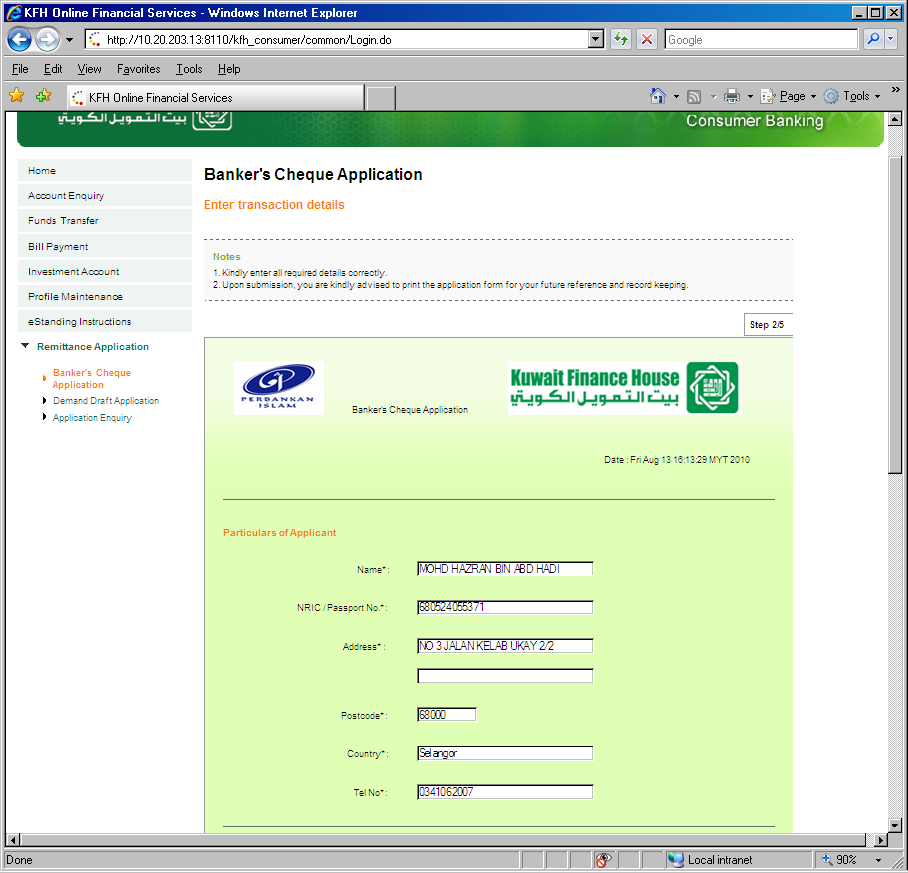 KFH Online Financial Services - Windows Internet Explorer
http://10.20.203.13:8110/kfh_consumer/common/Login.do
Google
File Edit View Favorites Tools Help
KFH Online Financial Services
Page Tools
بيت التمويل الكويتي
Consumer Banking
Home
Account Enquiry
Funds Transfer
Bill Payment
Investment Account
Profile Maintenance
eStanding Instructions
Remittance Application
Banker's Cheque
Application
Demand Draft Application
Application Enquiry
Banker's Cheque Application
Enter transaction details
Notes
1. Kindly enter all required details correctly.
2. Upon submission, you are kindly advised to print the application form for your future reference and record keeping.
Step 2/5
GP
PERBANKAN
ISLAM
Banker's Cheque Application
Kuwait Finance House
بيت التمويل الكويتي
Date : Fri Aug 13 16:13:29 MYT 2010
Particulars of Applicant
Name* : MOHD HAZRAN BIN ABD HADI
NRIC / Passport No.* : 680524055371
Address* : NO 3 JALAN KELAB UKAY 2/2
Postcode* : 68000
Country* : Selangor
Tel No* : 0341062007
Done
Local intranet
90%